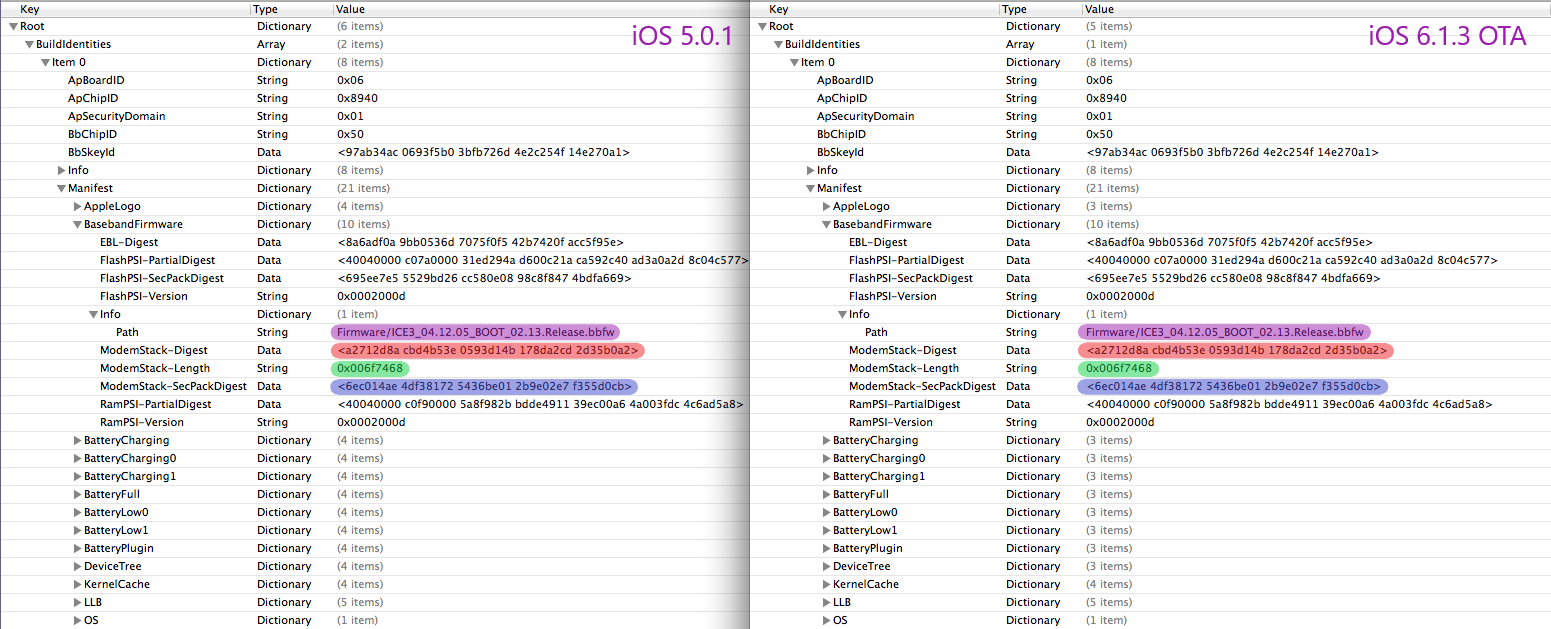 Key Type Value Key Type Value
Root Dictionary (6 items) Root Dictionary (5 items)
iOS 5.0.1 iOS 6.1.3 OTA
BuildIdentities Array (2 items) BuildIdentities Array (1 item)
Item 0 Dictionary (8 items) Item 0 Dictionary (8 items)
ApBoardID String 0x06 ApBoardID String 0x06
ApChipID String 0x8940 ApChipID String 0x8940
ApSecurityDomain String 0x01 ApSecurityDomain String 0x01
BbChipID String 0x50 BbChipID String 0x50
BbSkeyId Data <97ab34ac 0693f5b0 3bfb726d 4e2c254f 14e270a1> BbSkeyId Data <97ab34ac 0693f5b0 3bfb726d 4e2c254f 14e270a1>
Info Dictionary (8 items) Info Dictionary (8 items)
Manifest Dictionary (21 items) Manifest Dictionary (21 items)
AppleLogo Dictionary (4 items) AppleLogo Dictionary (3 items)
BasebandFirmware Dictionary (10 items) BasebandFirmware Dictionary (10 items)
EBL-Digest Data <8a6adf0a 9bb0536d 7075f0f5 42b7420f acc5f95e> EBL-Digest Data <8a6adf0a 9bb0536d 7075f0f5 42b7420f acc5f95e>
FlashPSI-PartialDigest Data <40040000 c07a0000 31ed294a d600c21a ca592c40 ad3a0a2d 8c04c577> FlashPSI-PartialDigest Data <40040000 c07a0000 31ed294a d600c21a ca592c40 ad3a0a2d 8c04c577>
FlashPSI-SecPackDigest Data <695ee7e5 5529bd26 cc580e08 98c8f847 4bdfa669> FlashPSI-SecPackDigest Data <695ee7e5 5529bd26 cc580e08 98c8f847 4bdfa669>
FlashPSI-Version String 0x0002000d FlashPSI-Version String 0x0002000d
Info Dictionary (1 item) Info Dictionary (1 item)
Path String Firmware/ICE3_04.12.05_BOOT_02.13.Release.bbfw Path String Firmware/ICE3_04.12.05_BOOT_02.13.Release.bbfw
ModemStack-Digest Data <a2712d8a cbd4b53e 0593d14b 178da2cd 2d35b0a2> ModemStack-Digest Data <a2712d8a cbd4b53e 0593d14b 178da2cd 2d35b0a2>
ModemStack-Length String 0x006f7468 ModemStack-Length String 0x006f7468
ModemStack-SecPackDigest Data <6ec014ae 4df38172 5436be01 2b9e02e7 f355d0cb> ModemStack-SecPackDigest Data <6ec014ae 4df38172 5436be01 2b9e02e7 f355d0cb>
RamPSI-PartialDigest Data <40040000 c0f90000 5a8f982b bdde4911 39ec00a6 4a003fdc 4c6ad5a8> RamPSI-PartialDigest Data <40040000 c0f90000 5a8f982b bdde4911 39ec00a6 4a003fdc 4c6ad5a8>
RamPSI-Version String 0x0002000d RamPSI-Version String 0x0002000d
BatteryCharging Dictionary (4 items) BatteryCharging Dictionary (3 items)
BatteryCharging0 Dictionary (4 items) BatteryCharging0 Dictionary (3 items)
BatteryCharging1 Dictionary (4 items) BatteryCharging1 Dictionary (3 items)
BatteryFull Dictionary (4 items) BatteryFull Dictionary (3 items)
BatteryLow0 Dictionary (4 items) BatteryLow0 Dictionary (3 items)
BatteryLow1 Dictionary (4 items) BatteryLow1 Dictionary (3 items)
BatteryPlugin Dictionary (4 items) BatteryPlugin Dictionary (3 items)
DeviceTree Dictionary (4 items) DeviceTree Dictionary (3 items)
KernelCache Dictionary (4 items) KernelCache Dictionary (4 items)
LLB Dictionary (5 items) LLB Dictionary (5 items)
OS Dictionary (1 item) OS Dictionary (1 item)